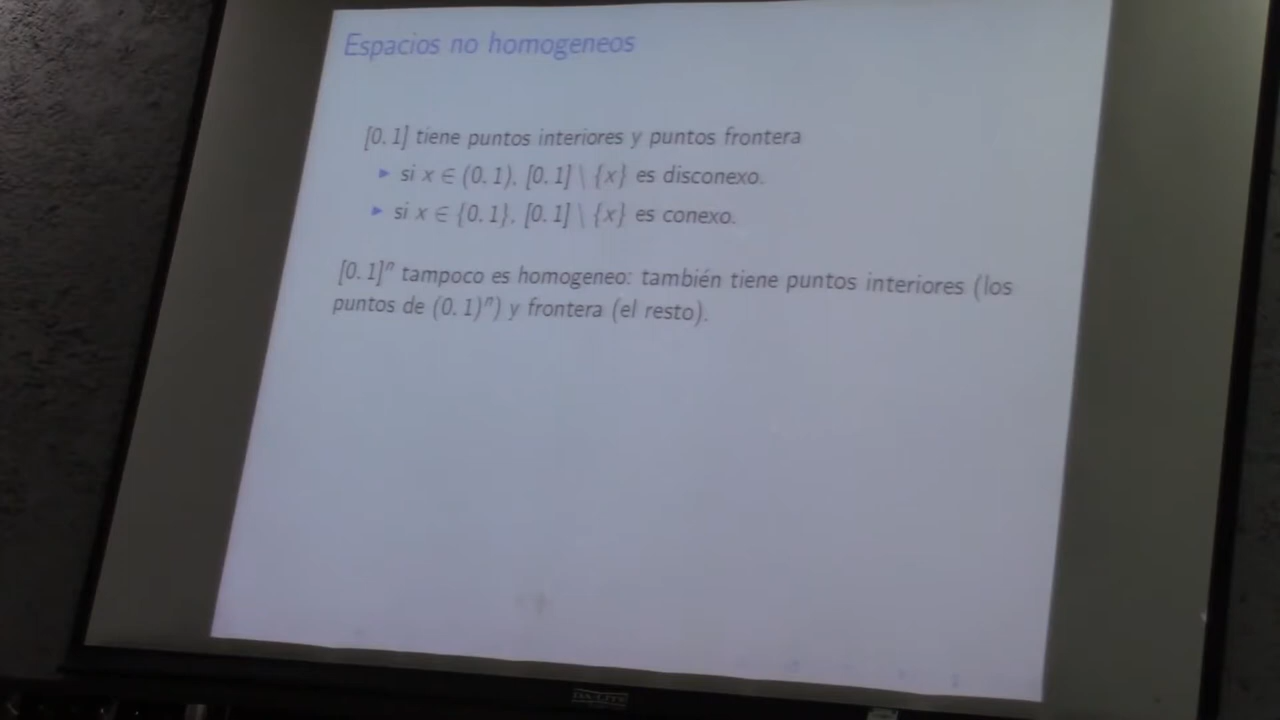 Espacios no homogeneos
[0, 1] tiene puntos interiores y puntos frontera
▶ si x ∈ (0, 1), [0, 1] \ {x} es disconexo.
▶ si x ∈ {0, 1}, [0, 1] \ {x} es conexo.
[0, 1]ⁿ tampoco es homogeneo: también tiene puntos interiores (los
puntos de (0, 1)ⁿ) y frontera (el resto).
DA-LITE